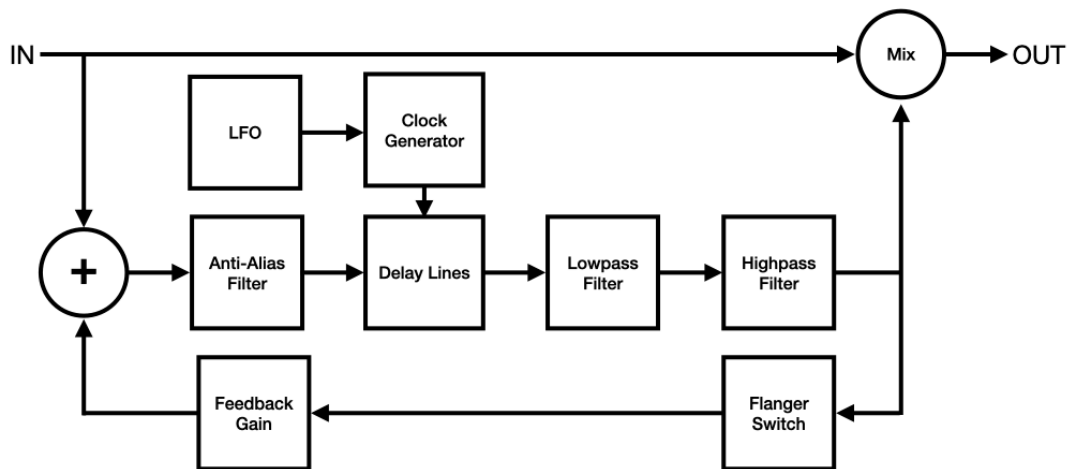 IN
Mix
OUT
LFO
Clock
Generator
+
Anti-Alias
Filter
Delay Lines
Lowpass
Filter
Highpass
Filter
Feedback
Gain
Flanger
Switch